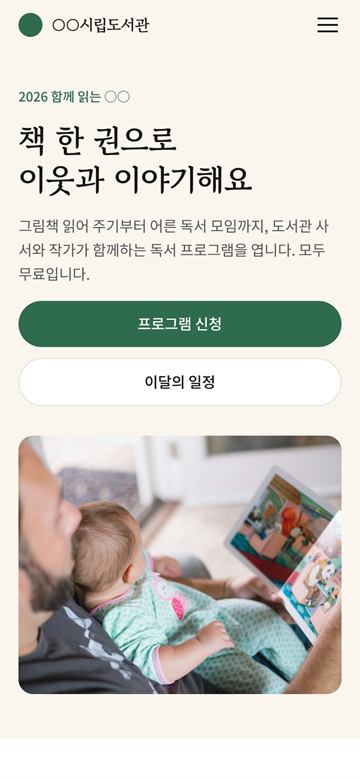 ○○시립도서관
2026 함께 읽는 ○○
책 한 권으로
이웃과 이야기해요
그림책 읽어 주기부터 어른 독서 모임까지, 도서관 사
서와 작가가 함께하는 독서 프로그램을 엽니다. 모두
무료입니다.
프로그램 신청
이달의 일정